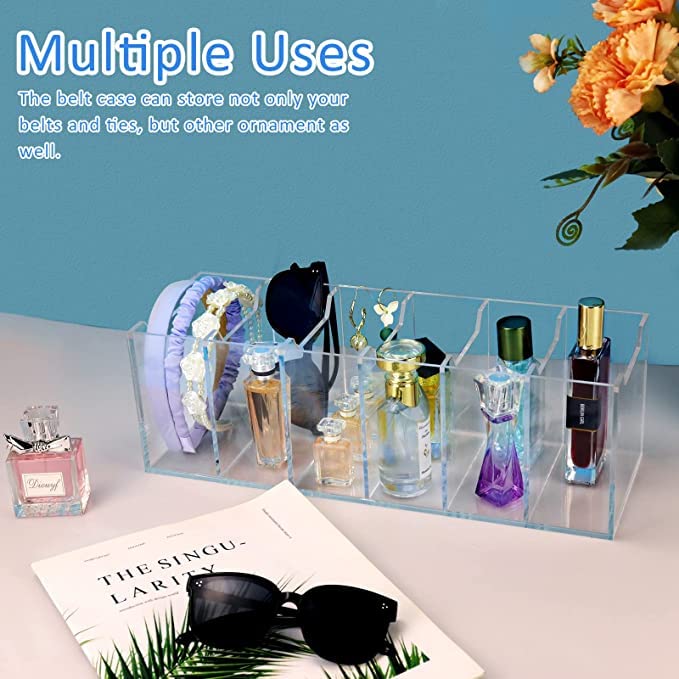 Multiple Uses
The belt case can store not only your
belts and ties, but other ornament as
well.
THE SINGU-
LARITY